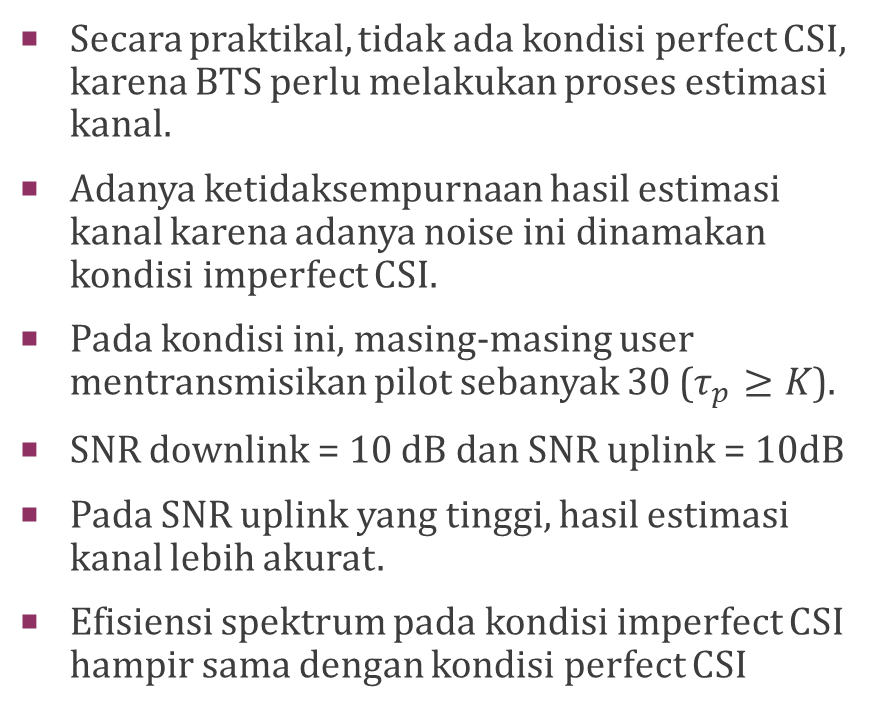 ▪ Secara praktikal, tidak ada kondisi perfect CSI,
karena BTS perlu melakukan proses estimasi
kanal.
▪ Adanya ketidaksempurnaan hasil estimasi
kanal karena adanya noise ini dinamakan
kondisi imperfect CSI.
▪ Pada kondisi ini, masing-masing user
mentransmisikan pilot sebanyak 30 (τₚ ≥ K).
▪ SNR downlink = 10 dB dan SNR uplink = 10dB
▪ Pada SNR uplink yang tinggi, hasil estimasi
kanal lebih akurat.
▪ Efisiensi spektrum pada kondisi imperfect CSI
hampir sama dengan kondisi perfect CSI